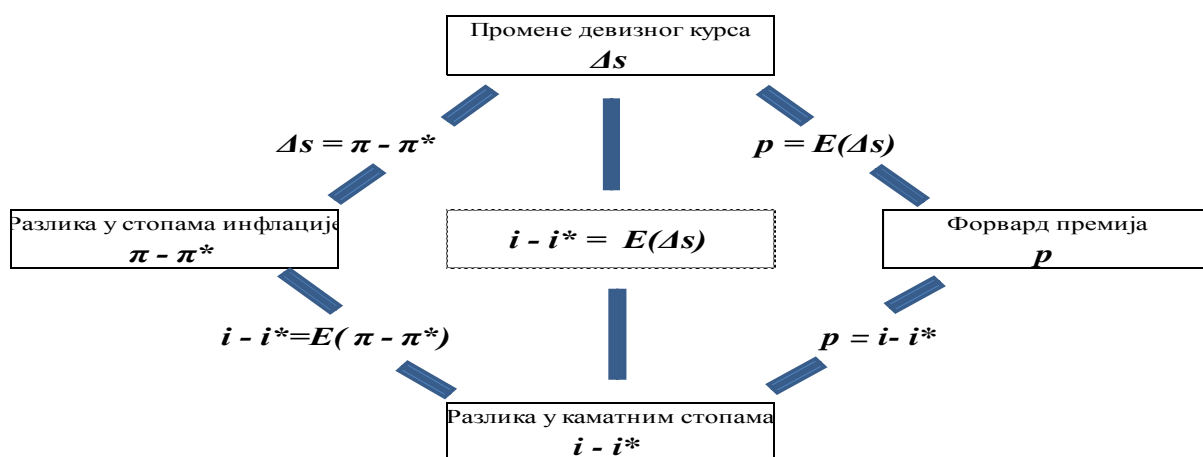 Промене девизног курса
Δs
Δs = π - π*
p = E(Δs)
Разлика у стопама инфлације
π - π*
i - i* = E(Δs)
Форвард премија
p
i - i*=E( π - π*)
p = i- i*
Разлика у каматним стопама
i - i*